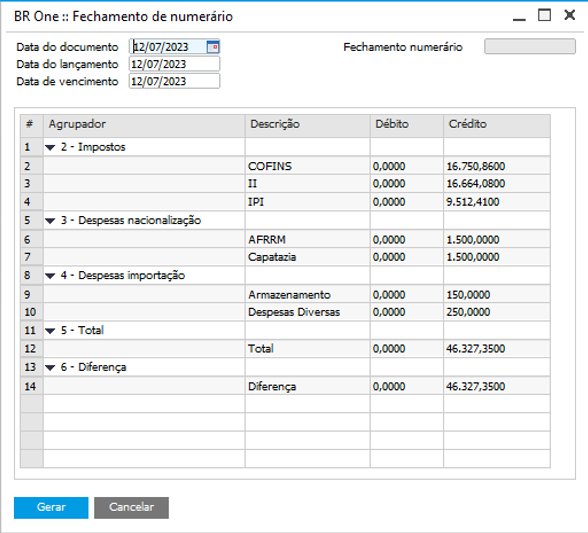 BR One :: Fechamento de numerário
Data do documento 12/07/2023 Fechamento numerário
Data do lançamento 12/07/2023
Data de vencimento 12/07/2023
# Agrupador Descrição Débito Crédito
1 2 - Impostos
2 COFINS 0,0000 16.750,8600
3 II 0,0000 16.664,0800
4 IPI 0,0000 9.512,4100
5 3 - Despesas nacionalização
6 AFRRM 0,0000 1.500,0000
7 Capatazia 0,0000 1.500,0000
8 4 - Despesas importação
9 Armazenamento 0,0000 150,0000
10 Despesas Diversas 0,0000 250,0000
11 5 - Total
12 Total 0,0000 46.327,3500
13 6 - Diferença
14 Diferença 0,0000 46.327,3500
Gerar Cancelar